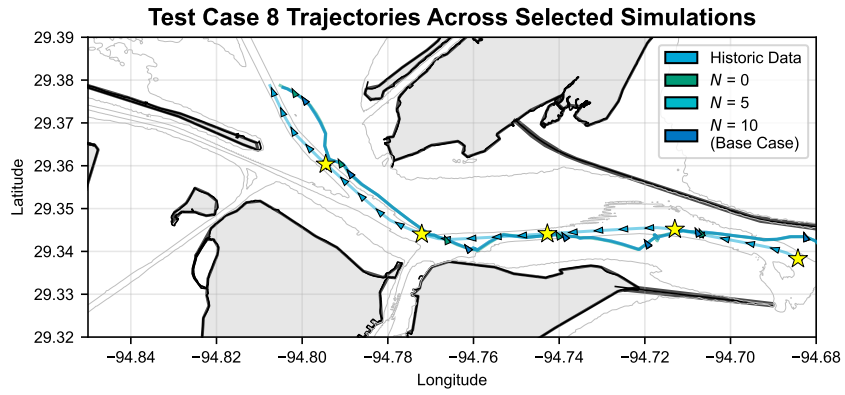 Test Case 8 Trajectories Across Selected Simulations
29.39
29.38
29.37
29.36
29.35
29.34
29.33
29.32
Latitude
Historic Data
N = 0
N = 5
N = 10
(Base Case)
−94.84 −94.82 −94.80 −94.78 −94.76 −94.74 −94.72 −94.70 −94.68
Longitude